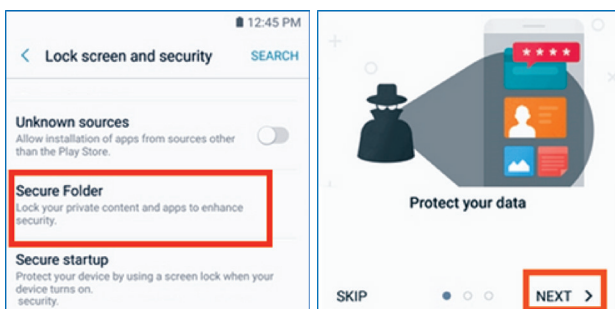 12:45 PM
< Lock screen and security SEARCH
Unknown sources
Allow installation of apps from sources other
than the Play Store.
Secure Folder
Lock your private content and apps to enhance
security.
Secure startup
Protect your device by using a screen lock when your
device turns on.
security.
****
Protect your data
SKIP
NEXT >